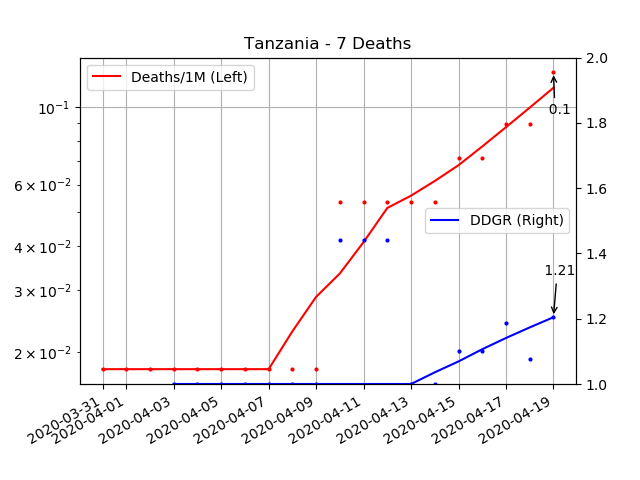 Tanzania - 7 Deaths
Deaths/1M (Left)
DDGR (Right)
10⁻¹
6 × 10⁻²
4 × 10⁻²
3 × 10⁻²
2 × 10⁻²
2.0
1.8
1.6
1.4
1.2
1.0
0.1
1.21
2020-03-31
2020-04-01
2020-04-03
2020-04-05
2020-04-07
2020-04-09
2020-04-11
2020-04-13
2020-04-15
2020-04-17
2020-04-19